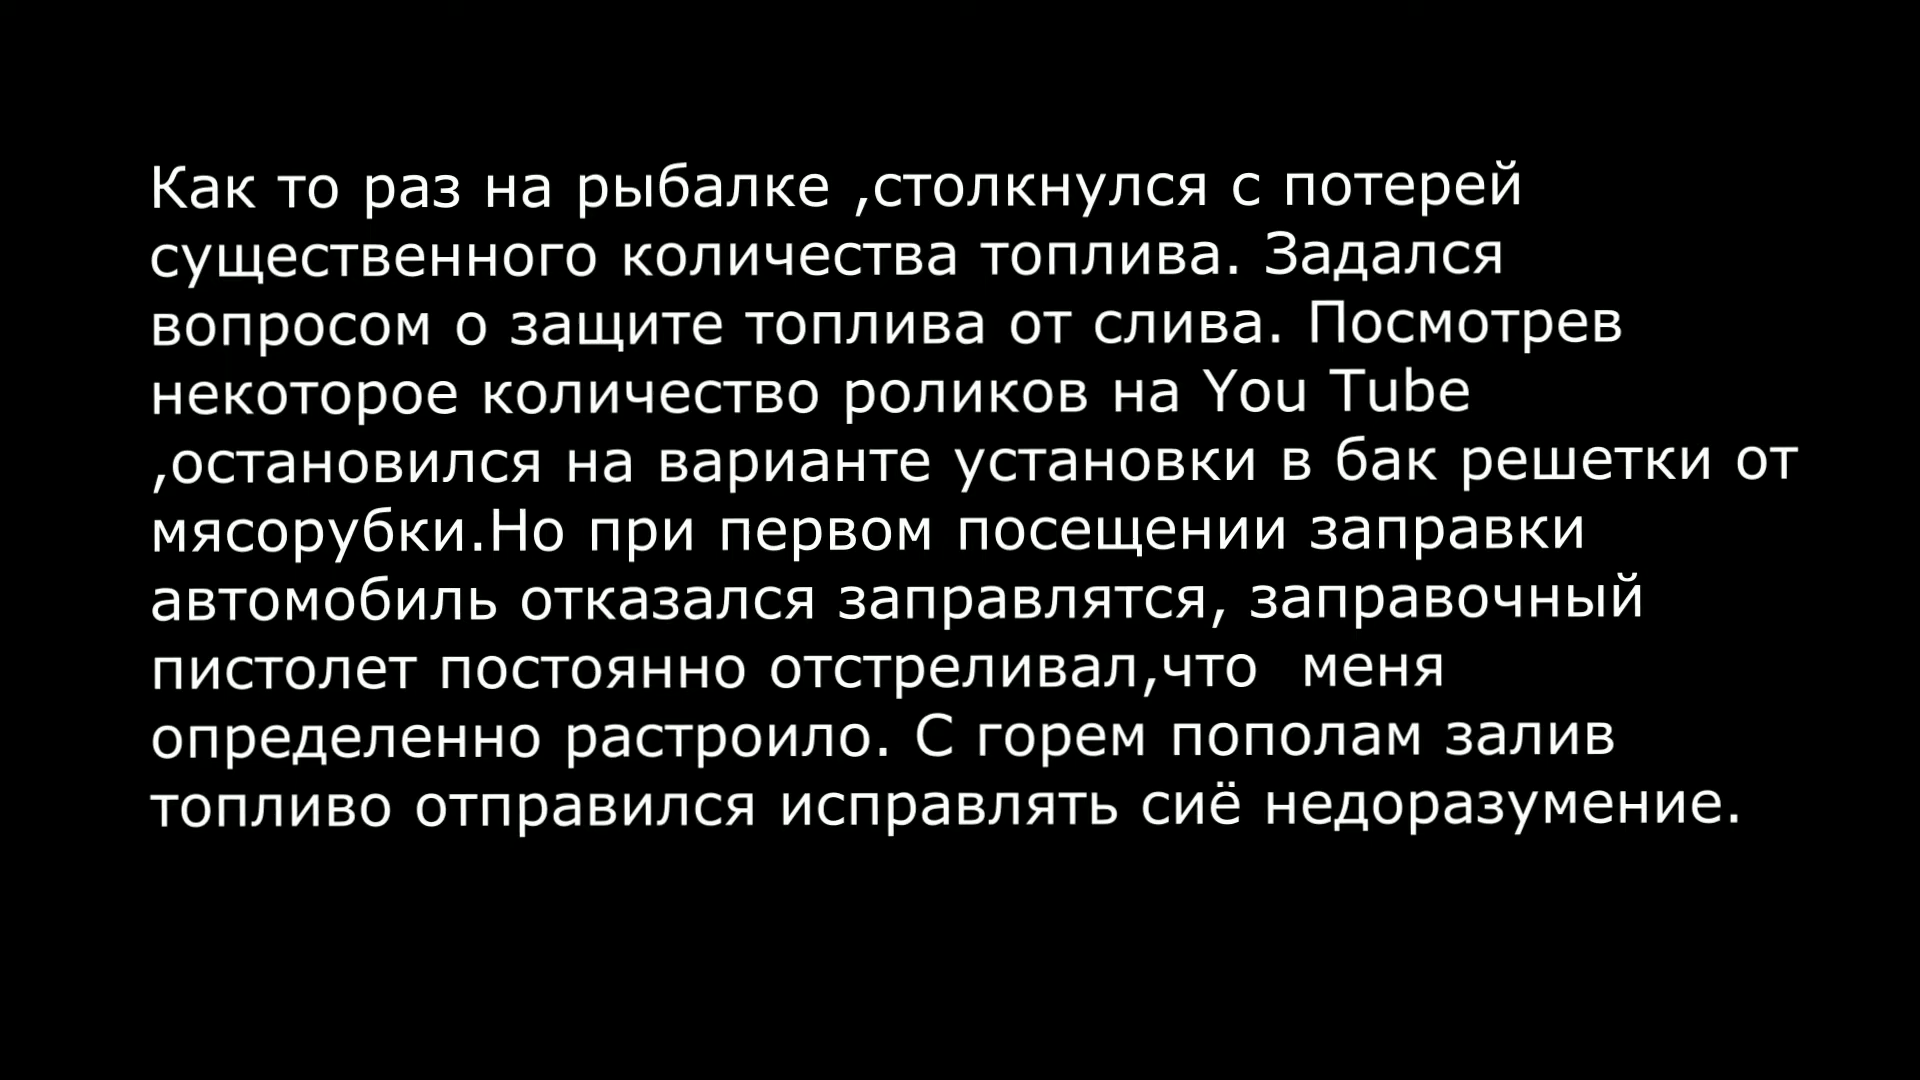 Как то раз на рыбалке ,столкнулся с потерей
существенного количества топлива. Задался
вопросом о защите топлива от слива. Посмотрев
некоторое количество роликов на You Tube
,остановился на варианте установки в бак решетки от
мясорубки.Но при первом посещении заправки
автомобиль отказался заправлятся, заправочный
пистолет постоянно отстреливал,что  меня
определенно растроило. С горем пополам залив
топливо отправился исправлять сиё недоразумение.